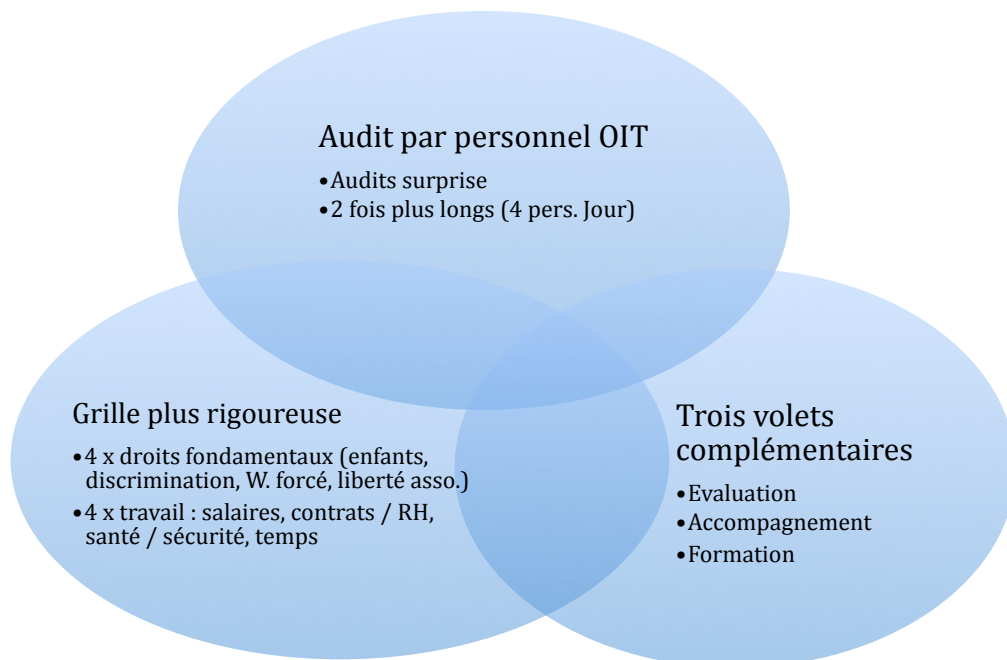 Audit par personnel OIT
•Audits surprise
•2 fois plus longs (4 pers. Jour)
Grille plus rigoureuse
•4 x droits fondamentaux (enfants,
discrimination, W. forcé, liberté asso.)
•4 x travail : salaires, contrats / RH,
santé / sécurité, temps
Trois volets
complémentaires
•Evaluation
•Accompagnement
•Formation